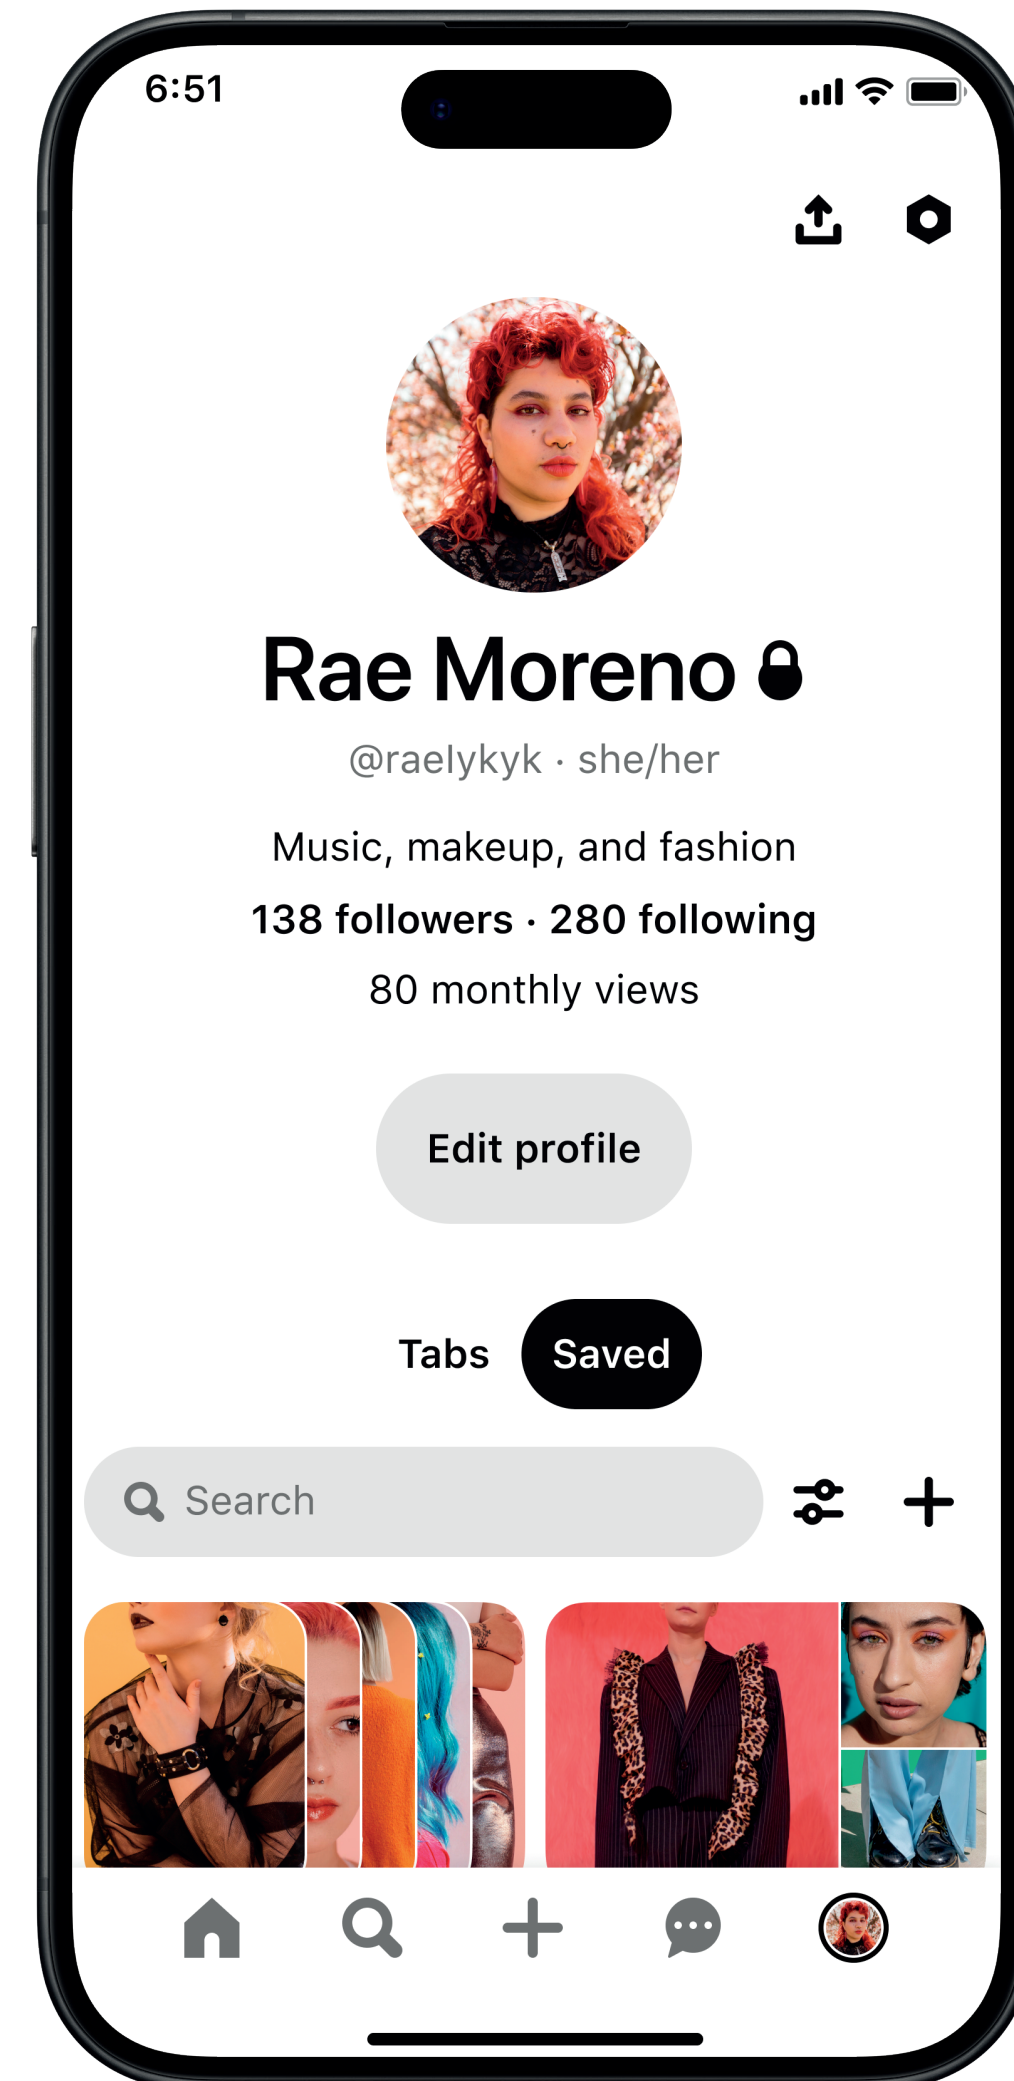 6:51
Rae Moreno
@raelykyk · she/her
Music, makeup, and fashion
138 followers · 280 following
80 monthly views
Edit profile
Tabs Saved
Search